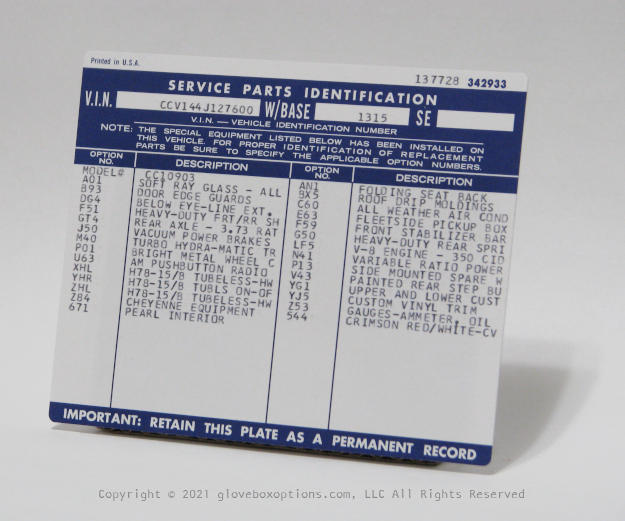 Printed in U.S.A.
137728 342933
SERVICE PARTS IDENTIFICATION
V.I.N. CCV144J127600 W/BASE 1315 SE
V.I.N. — VEHICLE IDENTIFICATION NUMBER
NOTE: THE SPECIAL EQUIPMENT LISTED BELOW HAS BEEN INSTALLED ON
THIS VEHICLE. FOR PROPER IDENTIFICATION OF REPLACEMENT
PARTS BE SURE TO SPECIFY THE APPLICABLE OPTION NUMBERS.
OPTION NO. DESCRIPTION OPTION NO. DESCRIPTION
MODEL# CC10903
A01 SOFT RAY GLASS - ALL AN1 FOLDING SEAT BACK
B93 DOOR EDGE GUARDS BX5 ROOF DRIP MOLDINGS
DG4 BELOW EYE-LINE EXT. C60 ALL WEATHER AIR COND
F51 HEAVY-DUTY FRT/RR SH E63 FLEETSIDE PICKUP BOX
GT4 REAR AXLE - 3.73 RAT F59 FRONT STABILIZER BAR
J50 VACUUM POWER BRAKES G50 HEAVY-DUTY REAR SPRI
M40 TURBO HYDRA-MATIC TR LF5 V-8 ENGINE - 350 CID
P01 BRIGHT METAL WHEEL C N41 VARIABLE RATIO POWER
U63 AM PUSHBUTTON RADIO P13 SIDE MOUNTED SPARE W
XHL H78-15/B TUBELESS-HW V43 PAINTED REAR STEP BU
YHR H78-15/B TUBLS ON-OF YG1 UPPER AND LOWER CUST
ZHL H78-15/B TUBELESS-HW YJ5 CUSTOM VINYL TRIM
Z84 CHEYENNE EQUIPMENT Z53 GAUGES-AMMETER, OIL
671 PEARL INTERIOR 544 CRIMSON RED/WHITE-CV
IMPORTANT: RETAIN THIS PLATE AS A PERMANENT RECORD
Copyright © 2021 gloveboxoptions.com, LLC All Rights Reserved